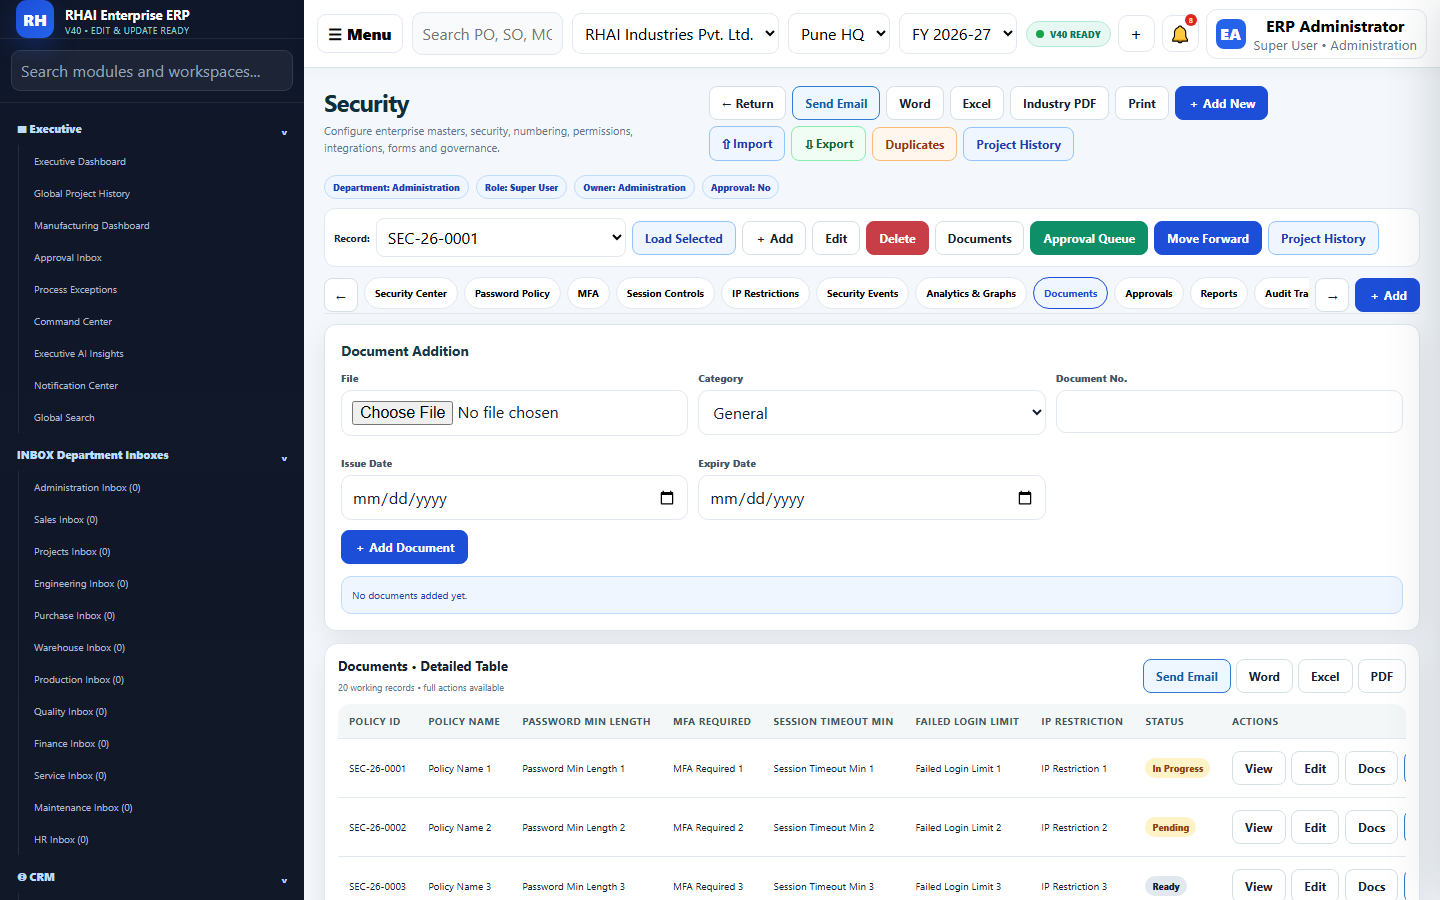 RH
RHAI Enterprise ERP
V40 • EDIT & UPDATE READY
Search modules and workspaces...
Executive
Executive Dashboard
Global Project History
Manufacturing Dashboard
Approval Inbox
Process Exceptions
Command Center
Executive AI Insights
Notification Center
Global Search
INBOX Department Inboxes
Administration Inbox (0)
Sales Inbox (0)
Projects Inbox (0)
Engineering Inbox (0)
Purchase Inbox (0)
Warehouse Inbox (0)
Production Inbox (0)
Quality Inbox (0)
Finance Inbox (0)
Service Inbox (0)
Maintenance Inbox (0)
HR Inbox (0)
CRM
☰ Menu
Search PO, SO, MO
RHAI Industries Pvt. Ltd.
Pune HQ
FY 2026-27
V40 READY
+
8
EA
ERP Administrator
Super User • Administration
Security
Configure enterprise masters, security, numbering, permissions,
integrations, forms and governance.
← Return
Send Email
Word
Excel
Industry PDF
Print
+ Add New
⇧ Import
⇩ Export
Duplicates
Project History
Department: Administration
Role: Super User
Owner: Administration
Approval: No
Record:
SEC-26-0001
Load Selected
+ Add
Edit
Delete
Documents
Approval Queue
Move Forward
Project History
←
Security Center
Password Policy
MFA
Session Controls
IP Restrictions
Security Events
Analytics & Graphs
Documents
Approvals
Reports
Audit Tra
→
+ Add
Document Addition
File
Category
Document No.
Choose File No file chosen
General
Issue Date
Expiry Date
mm/dd/yyyy
mm/dd/yyyy
+ Add Document
No documents added yet.
Documents • Detailed Table
20 working records • full actions available
Send Email
Word
Excel
PDF
POLICY ID POLICY NAME PASSWORD MIN LENGTH MFA REQUIRED SESSION TIMEOUT MIN FAILED LOGIN LIMIT IP RESTRICTION STATUS ACTIONS
SEC-26-0001 Policy Name 1 Password Min Length 1 MFA Required 1 Session Timeout Min 1 Failed Login Limit 1 IP Restriction 1 In Progress View Edit Docs
SEC-26-0002 Policy Name 2 Password Min Length 2 MFA Required 2 Session Timeout Min 2 Failed Login Limit 2 IP Restriction 2 Pending View Edit Docs
SEC-26-0003 Policy Name 3 Password Min Length 3 MFA Required 3 Session Timeout Min 3 Failed Login Limit 3 IP Restriction 3 Ready View Edit Docs